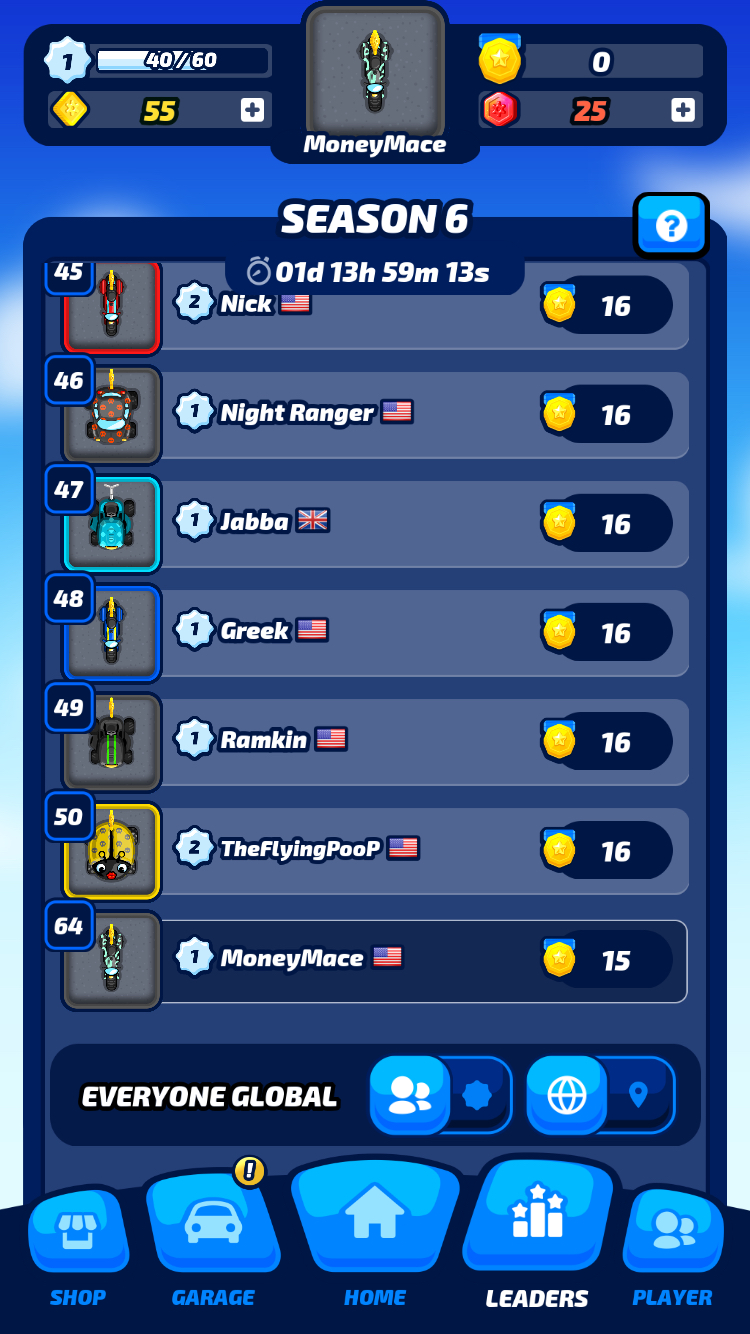 1 40/60 0
55 + 25 +
MoneyMace
SEASON 6
?
01d 13h 59m 13s
45 2 Nick 16
46 1 Night Ranger 16
47 1 Jabba 16
48 1 Greek 16
49 1 Ramkin 16
50 2 TheFlyingPooP 16
64 1 MoneyMace 15
EVERYONE GLOBAL
!
SHOP GARAGE HOME LEADERS PLAYER